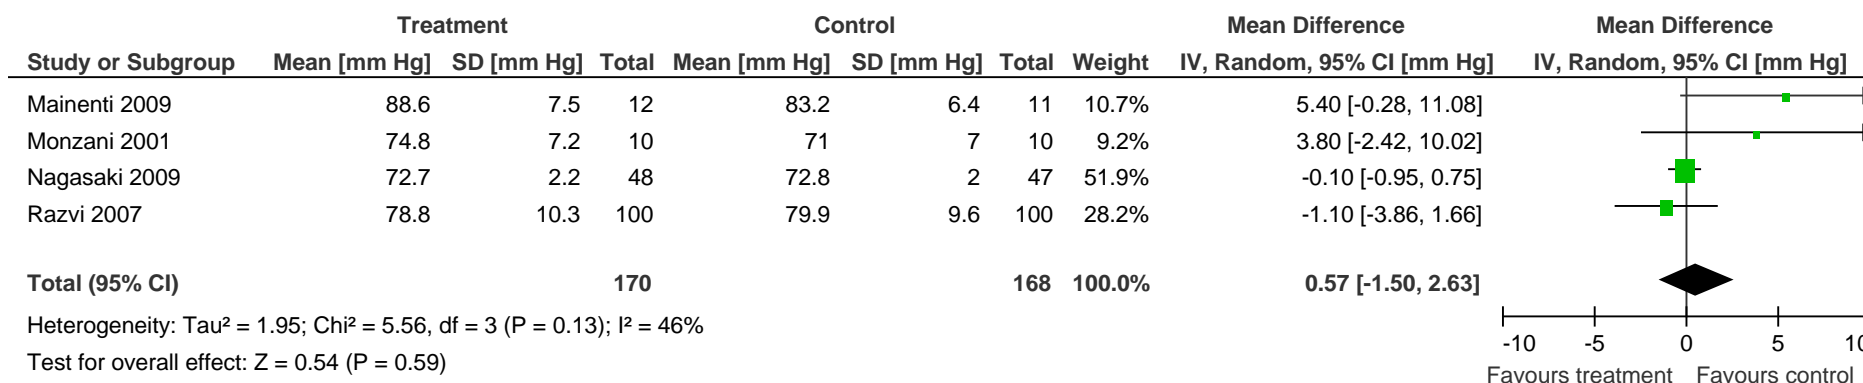 Treatment Control Mean Difference Mean Difference
Study or Subgroup Mean [mm Hg] SD [mm Hg] Total Mean [mm Hg] SD [mm Hg] Total Weight IV, Random, 95% CI [mm Hg] IV, Random, 95% CI [mm Hg]
Mainenti 2009 88.6 7.5 12 83.2 6.4 11 10.7% 5.40 [-0.28, 11.08]
Monzani 2001 74.8 7.2 10 71 7 10 9.2% 3.80 [-2.42, 10.02]
Nagasaki 2009 72.7 2.2 48 72.8 2 47 51.9% -0.10 [-0.95, 0.75]
Razvi 2007 78.8 10.3 100 79.9 9.6 100 28.2% -1.10 [-3.86, 1.66]
Total (95% CI) 170 168 100.0% 0.57 [-1.50, 2.63]
Heterogeneity: Tau² = 1.95; Chi² = 5.56, df = 3 (P = 0.13); I² = 46%
Test for overall effect: Z = 0.54 (P = 0.59)
-10 -5 0 5 10
Favours treatment Favours control